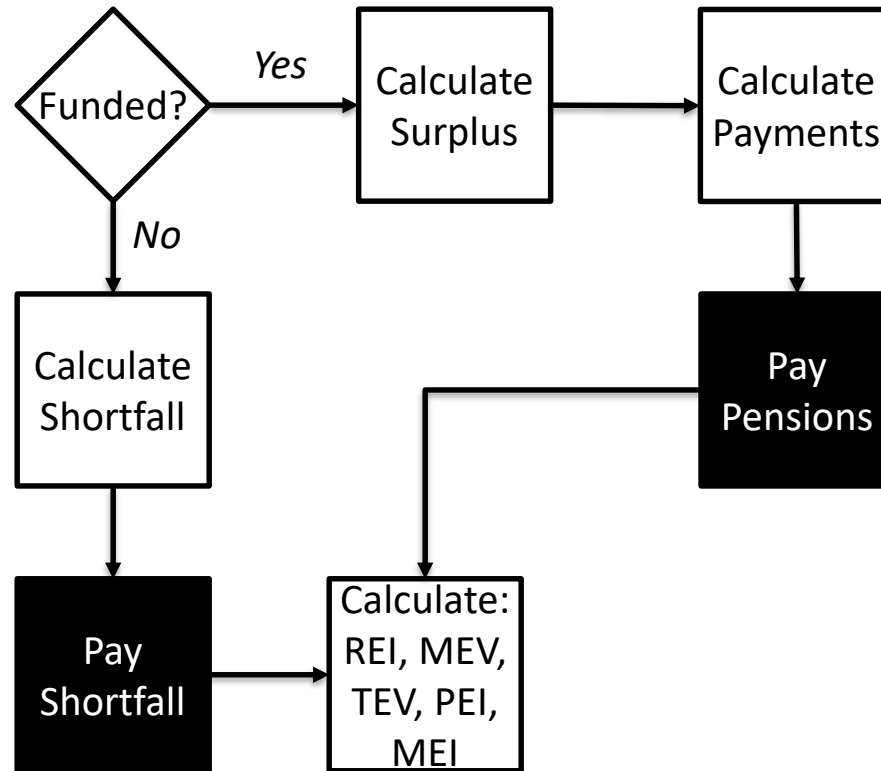 Funded?
Yes
Calculate
Surplus
Calculate
Payments
No
Calculate
Shortfall
Pay
Pensions
Pay
Shortfall
Calculate:
REI, MEV,
TEV, PEI,
MEI